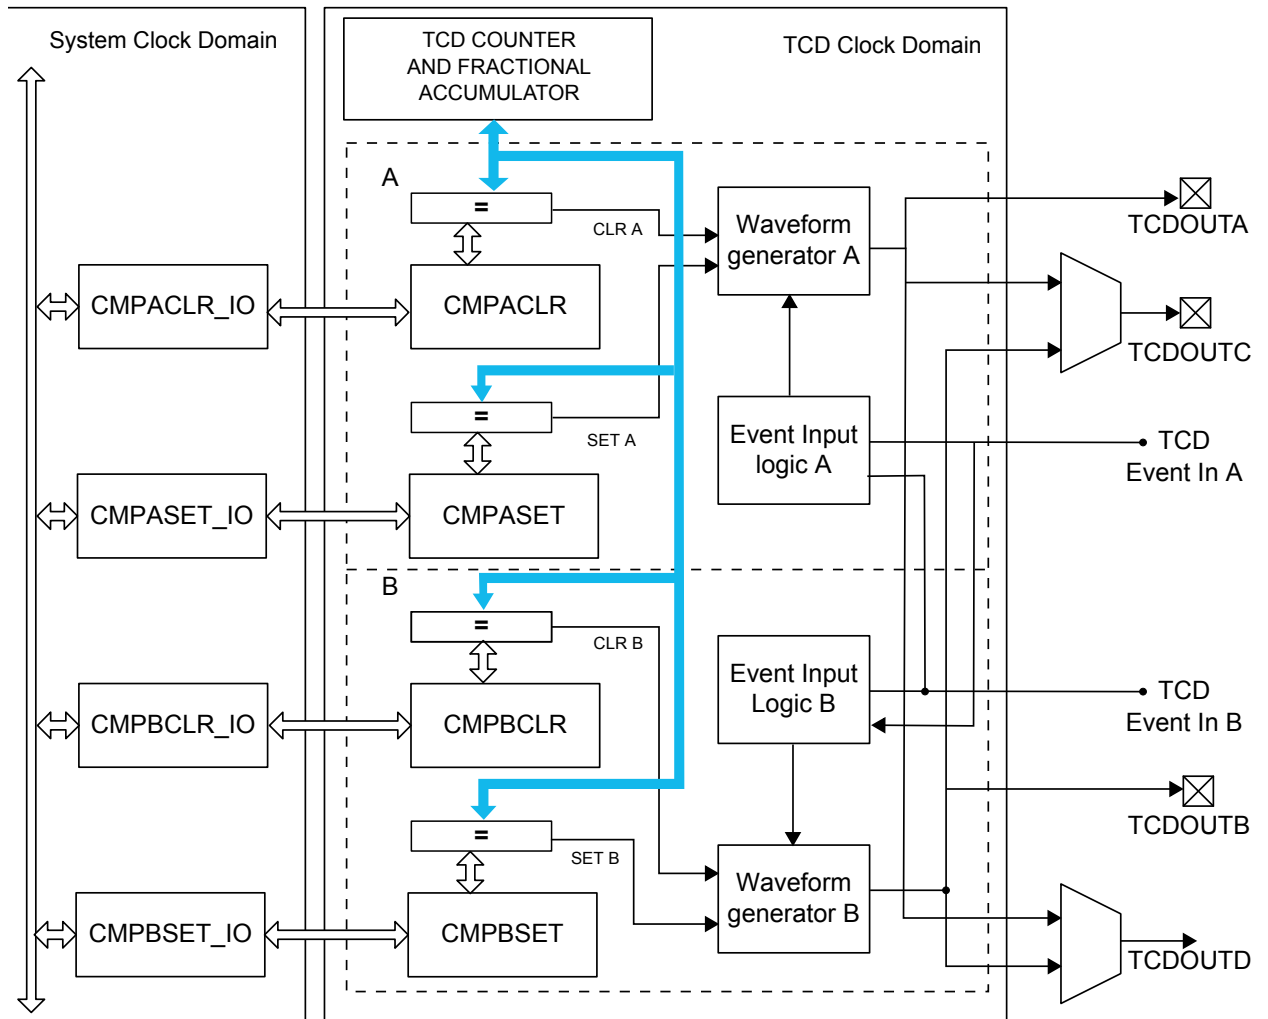 System Clock Domain
TCD COUNTER
AND FRACTIONAL
ACCUMULATOR
TCD Clock Domain
A
=
CLR A
Waveform
generator A
TCDOUTA
CMPACLR_IO
CMPACLR
TCDOUTC
=
SET A
Event Input
logic A
TCD
Event In A
CMPASET_IO
CMPASET
B
=
CLR B
Event Input
Logic B
TCD
Event In B
CMPBCLR_IO
CMPBCLR
TCDOUTB
=
SET B
Waveform
generator B
CMPBSET_IO
CMPBSET
TCDOUTD